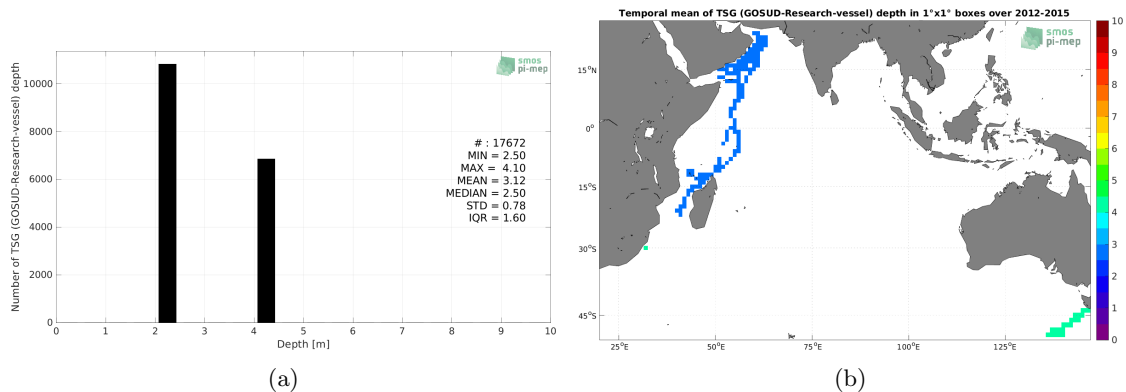 Number of TSG (GOSUD-Research-vessel) depth
10000
8000
6000
4000
2000
0
0 1 2 3 4 5 6 7 8 9 10
Depth [m]
smos
pi-mep
# : 17672
MIN = 2.50
MAX = 4.10
MEAN = 3.12
MEDIAN = 2.50
STD = 0.78
IQR = 1.60
(a)
Temporal mean of TSG (GOSUD-Research-vessel) depth in 1°x1° boxes over 2012-2015
smos
pi-mep
15°N
0°
15°S
30°S
45°S
25°E 50°E 75°E 100°E 125°E
10
9
8
7
6
5
4
3
2
1
0
(b)